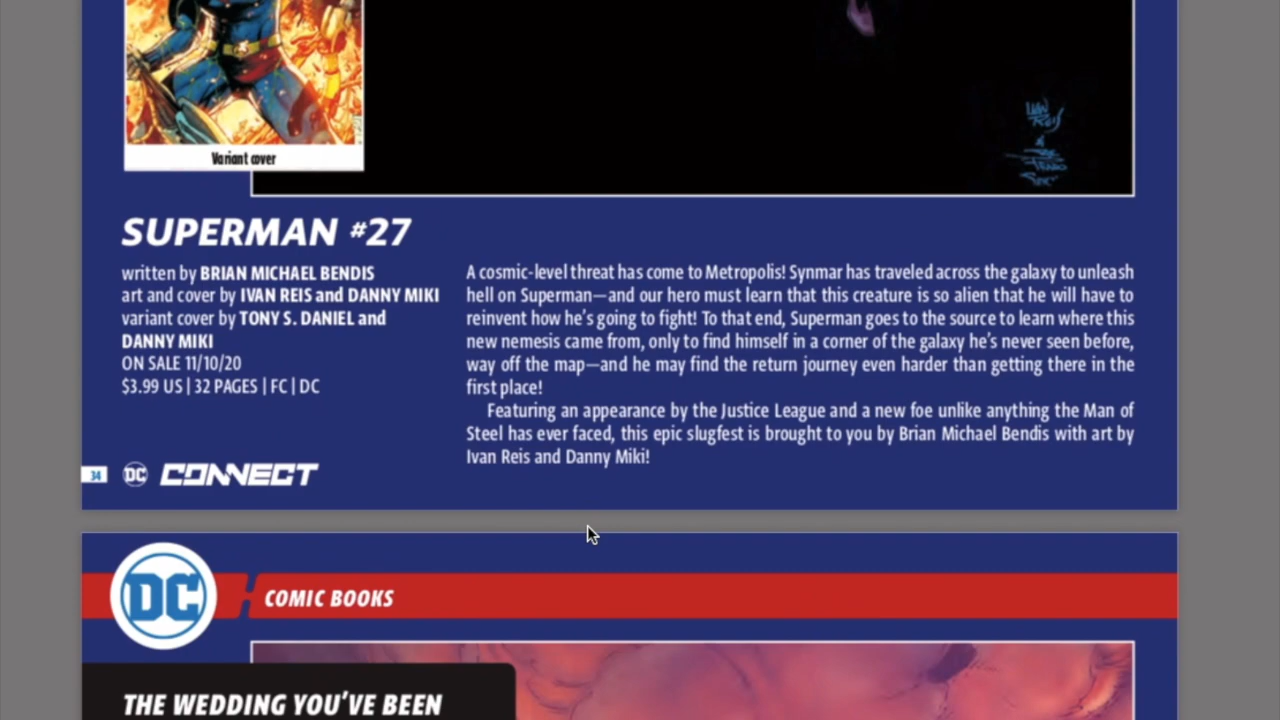 Variant cover
SUPERMAN #27
written by BRIAN MICHAEL BENDIS
art and cover by IVAN REIS and DANNY MIKI
variant cover by TONY S. DANIEL and
DANNY MIKI
ON SALE 11/10/20
$3.99 US | 32 PAGES | FC | DC
A cosmic-level threat has come to Metropolis! Synmar has traveled across the galaxy to unleash
hell on Superman—and our hero must learn that this creature is so alien that he will have to
reinvent how he's going to fight! To that end, Superman goes to the source to learn where this
new nemesis came from, only to find himself in a corner of the galaxy he's never seen before,
way off the map—and he may find the return journey even harder than getting there in the
first place!
Featuring an appearance by the Justice League and a new foe unlike anything the Man of
Steel has ever faced, this epic slugfest is brought to you by Brian Michael Bendis with art by
Ivan Reis and Danny Miki!
34 DC CONNECT
DC COMIC BOOKS
THE WEDDING YOU'VE BEEN